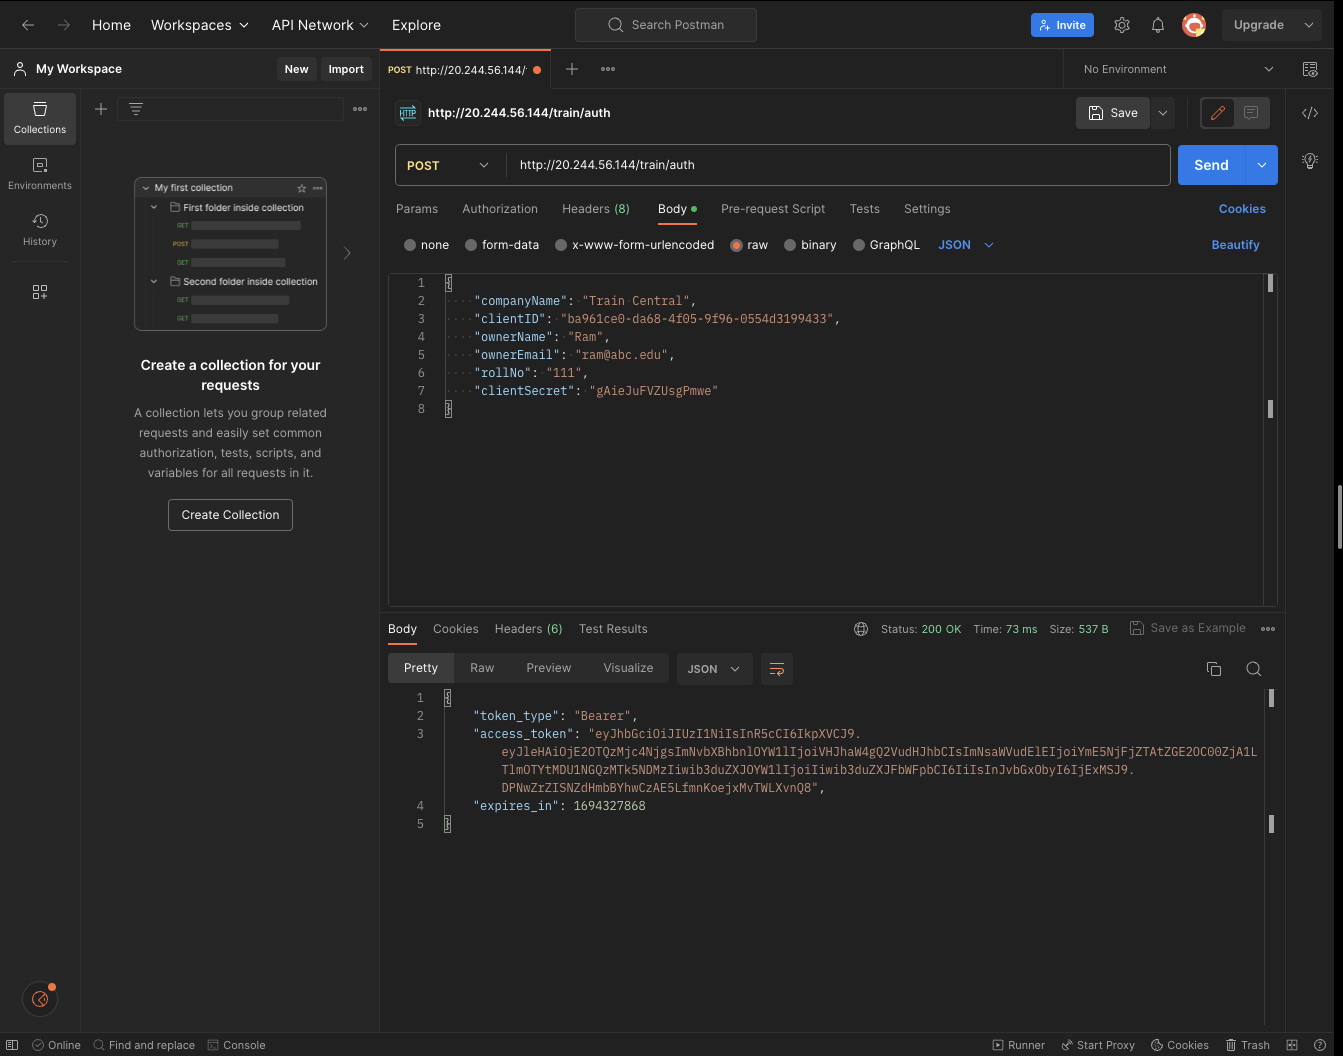 Home Workspaces API Network Explore Search Postman Invite Upgrade
My Workspace New Import
POST http://20.244.56.144/t No Environment
Collections
Environments
History
My first collection
First folder inside collection
GET
POST
GET
Second folder inside collection
GET
GET
Create a collection for your
requests
A collection lets you group related
requests and easily set common
authorization, tests, scripts, and
variables for all requests in it.
Create Collection
HTTP http://20.244.56.144/train/auth Save
POST http://20.244.56.144/train/auth Send
Params Authorization Headers (8) Body Pre-request Script Tests Settings Cookies
none form-data x-www-form-urlencoded raw binary GraphQL JSON Beautify
1 {
2 "companyName": "Train Central",
3 "clientID": "ba961ce0-da68-4f05-9f96-0554d3199433",
4 "ownerName": "Ram",
5 "ownerEmail": "ram@abc.edu",
6 "rollNo": "111",
7 "clientSecret": "gAieJuFVZUsgPmwe"
8 }
Body Cookies Headers (6) Test Results Status: 200 OK Time: 73 ms Size: 537 B Save as Example
Pretty Raw Preview Visualize JSON
1 {
2 "token_type": "Bearer",
3 "access_token": "eyJhbGciOiJIUzI1NiIsInR5cCI6IkpXVCJ9.
eyJleHAiOjE2OTQzMjc4NjgsImNvbXBhbnlOYW1lIjoiVHJhaW4gQ2VudHJhbCIsImNsaWVudElEIjoiYmE5NjFjZTAtZGE2OC00ZjA1L
TlmOTYtMDU1NGQzMTk5NDMzIiwib3duZXJOYW1lIjoiIiwib3duZXJFbWFpbCI6IiIsInJvbGxObyI6IjExMSJ9.
DPNwZrZISNZdHmbBYhwCzAE5LfmnKoejxMvTWLXvnQ8",
4 "expires_in": 1694327868
5 }
Online Find and replace Console Runner Start Proxy Cookies Trash